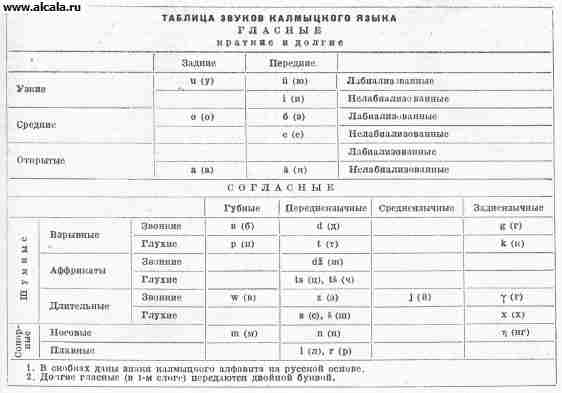 www.alcala.ru
ТАБЛИЦА ЗВУКОВ КАЛМЫЦКОГО ЯЗЫКА
ГЛАСНЫЕ
краткие и долгие
Задние Передние
Узкие u (у) ü (ю) Лабиализованные
i (и) Нелабиализованные
Средние o (о) ö (э) Лабиализованные
e (е) Нелабиализованные
Лабиализованные
Открытые a (а) ä (я) Нелабиализованные
СОГЛАСНЫЕ
Губные Переднеязычные Среднеязычные Заднеязычные
Шумные
Взрывные Звонкие в (б) d (д) g (г)
Глухие p (п) t (т) k (к)
Аффрикаты Звонкие dž (ж)
Глухие ts (ц), tš (ч)
Длительные Звонкие w (в) z (з) j (й) γ (г)
Глухие s (с), š (ш) x (х)
Сонорные
Носовые m (м) n (н) η (нг)
Плавные l (л), r (р)
1. В скобках даны знаки калмыцкого алфавита на русской основе.
2. Долгие гласные (в 1-м слоге) передаются двойной буквой.